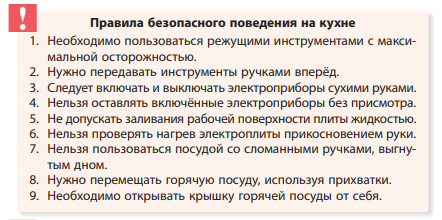 !
Правила безопасного поведения на кухне
1. Необходимо пользоваться режущими инструментами с макси-
мальной осторожностью.
2. Нужно передавать инструменты ручками вперёд.
3. Следует включать и выключать электроприборы сухими руками.
4. Нельзя оставлять включённые электроприборы без присмотра.
5. Не допускать заливания рабочей поверхности плиты жидкостью.
6. Нельзя проверять нагрев электроплиты прикосновением руки.
7. Нельзя пользоваться посудой со сломанными ручками, выгну-
тым дном.
8. Нужно перемещать горячую посуду, используя прихватки.
9. Необходимо открывать крышку горячей посуды от себя.